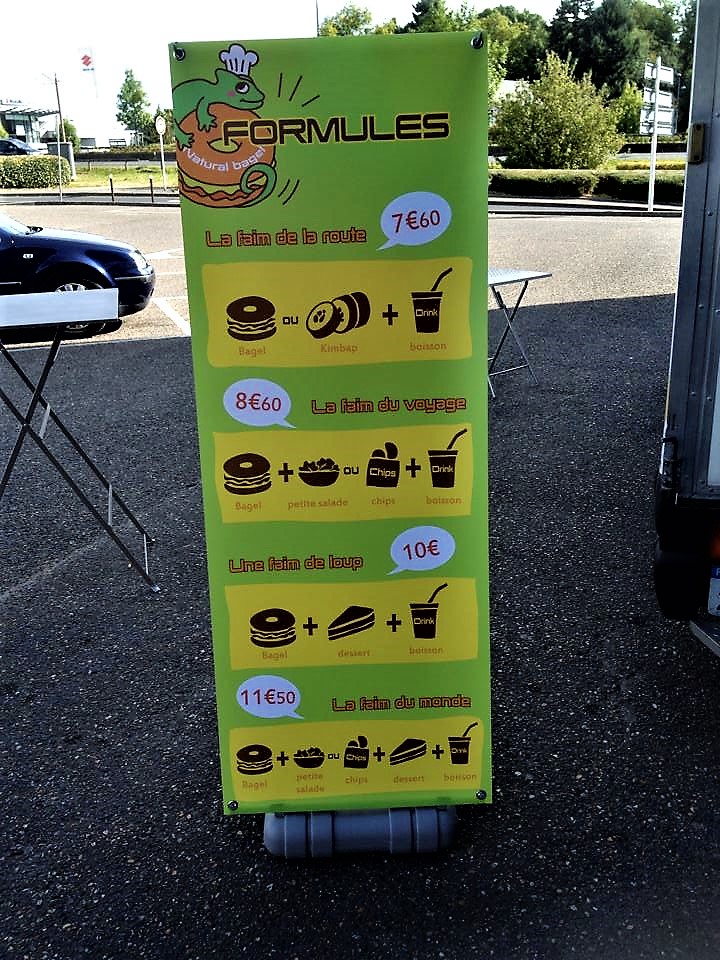 FORMULES
Natural bagel
La faim de la route
7€60
ou
+
Drink
Bagel
Kimbap
boisson
8€60
La faim du voyage
+
ou
Chips
+
Drink
Bagel
petite salade
chips
boisson
Une faim de loup
10€
+
+
Drink
Bagel
dessert
boisson
11€50
La faim du monde
+
ou
Chips
+
+
Drink
Bagel
petite
salade
chips
dessert
boisson